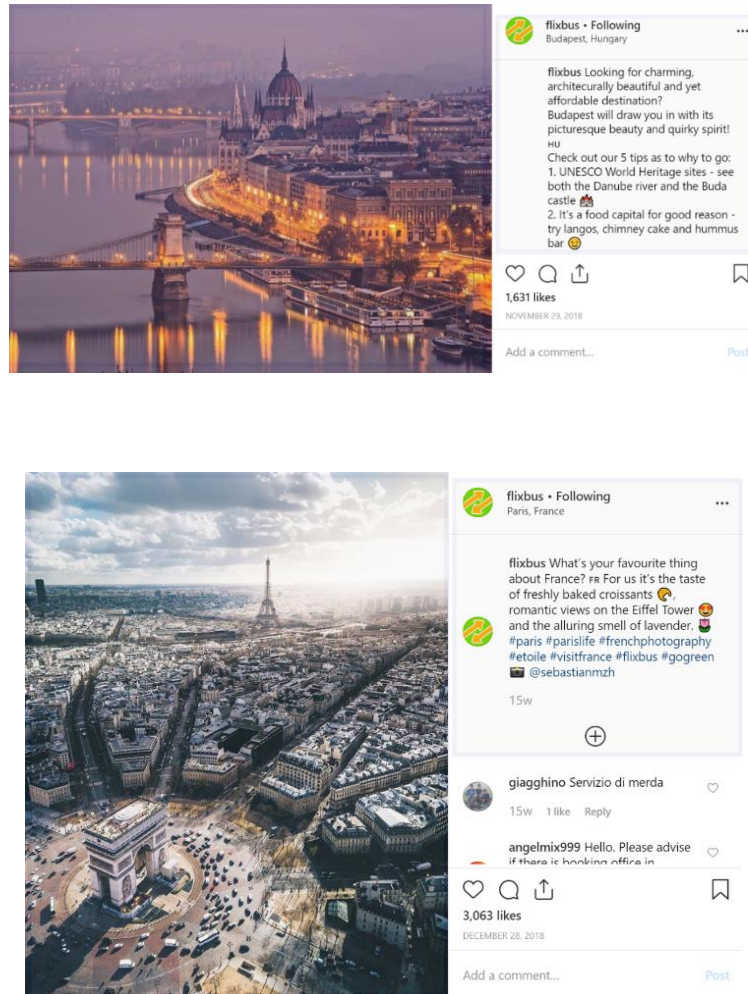 flixbus • Following
Budapest, Hungary
flixbus Looking for charming,
architecurally beautiful and yet
affordable destination?
Budapest will draw you in with its
picturesque beauty and quirky spirit!
HU
Check out our 5 tips as to why to go:
1. UNESCO World Heritage sites - see
both the Danube river and the Buda
castle 🏰
2. It's a food capital for good reason -
try langos, chimney cake and hummus
bar 😋
1,631 likes
NOVEMBER 29, 2018
Add a comment...
Post
flixbus • Following
Paris, France
flixbus What's your favourite thing
about France? FR For us it's the taste
of freshly baked croissants 🥐,
romantic views on the Eiffel Tower 😍
and the alluring smell of lavender. 🌷
#paris #parislife #frenchphotography
#etoile #visitfrance #flixbus #gogreen
📸 @sebastianmzh
15w
giagghino Servizio di merda
15w 1 like Reply
angelmix999 Hello. Please advise
if there is booking office in
3,063 likes
DECEMBER 28, 2018
Add a comment...
Post